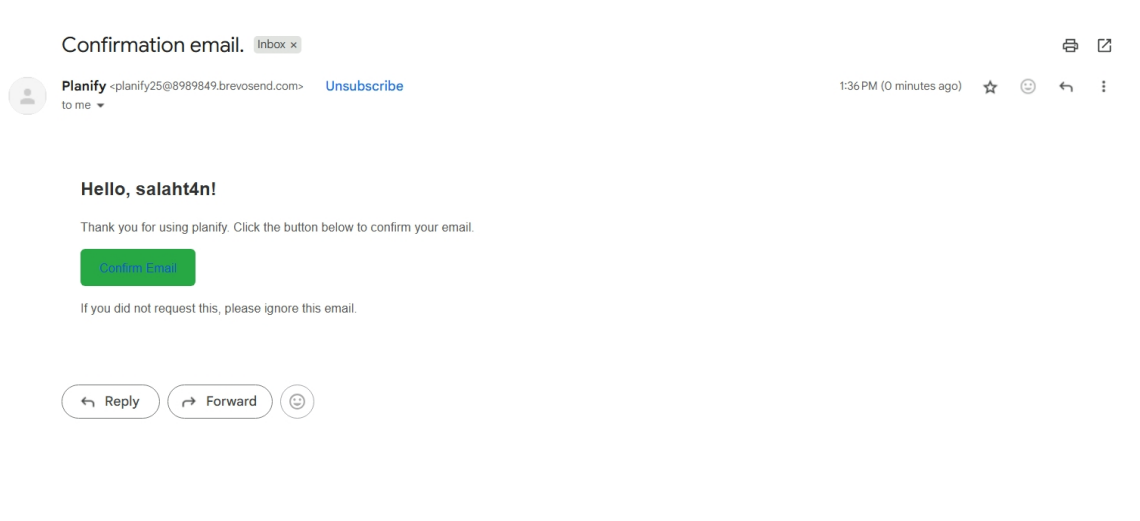 Confirmation email. Inbox ×
Planify <planify25@8989849.brevosend.com> Unsubscribe 1:36 PM (0 minutes ago)
to me
Hello, salaht4n!
Thank you for using planify. Click the button below to confirm your email.
Confirm Email
If you did not request this, please ignore this email.
Reply Forward